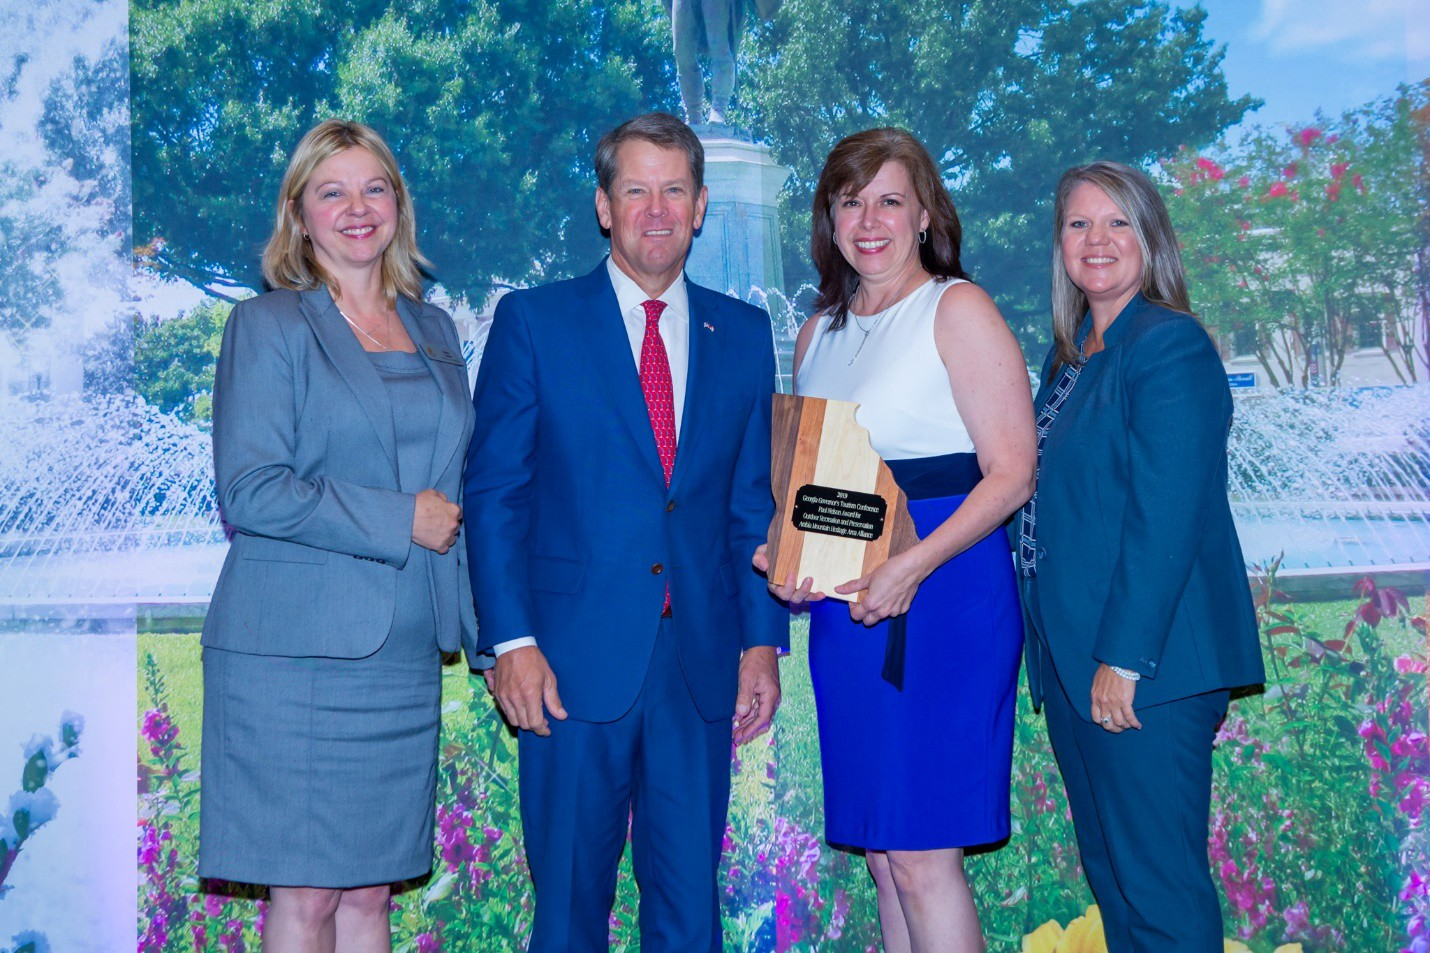 2019
Georgia Governor's Tourism Conference
Paul Nelson Award for
Outdoor Recreation and Preservation
Arabia Mountain Heritage Area Alliance